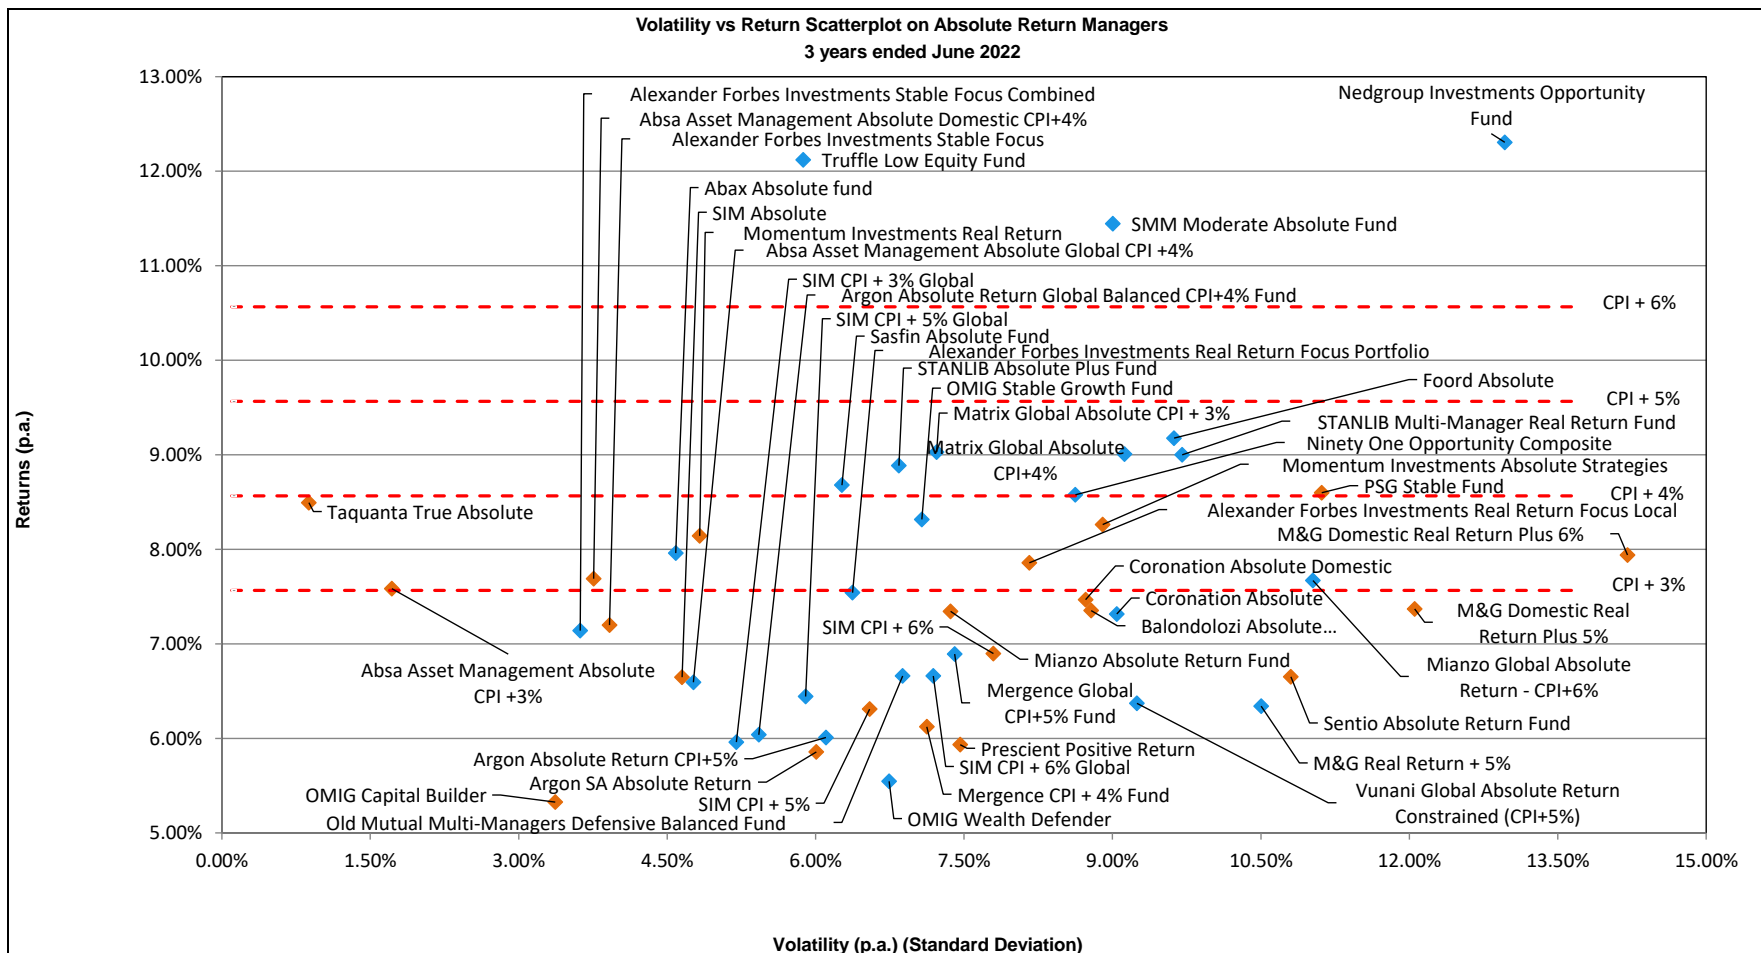 Volatility vs Return Scatterplot on Absolute Return Managers
3 years ended June 2022
Returns (p.a.)
13.00%
12.00%
11.00%
10.00%
9.00%
8.00%
7.00%
6.00%
5.00%
Alexander Forbes Investments Stable Focus Combined
Absa Asset Management Absolute Domestic CPI+4%
Alexander Forbes Investments Stable Focus
Truffle Low Equity Fund
Nedgroup Investments Opportunity
Fund
Abax Absolute fund
SIM Absolute
Momentum Investments Real Return
Absa Asset Management Absolute Global CPI +4%
SMM Moderate Absolute Fund
SIM CPI + 3% Global
Argon Absolute Return Global Balanced CPI+4% Fund
CPI + 6%
SIM CPI + 5% Global
Sasfin Absolute Fund
Alexander Forbes Investments Real Return Focus Portfolio
STANLIB Absolute Plus Fund
OMIG Stable Growth Fund
Foord Absolute
CPI + 5%
Matrix Global Absolute CPI + 3%
STANLIB Multi-Manager Real Return Fund
Matrix Global Absolute
CPI+4%
Ninety One Opportunity Composite
Momentum Investments Absolute Strategies
PSG Stable Fund
CPI + 4%
Taquanta True Absolute
Alexander Forbes Investments Real Return Focus Local
M&G Domestic Real Return Plus 6%
Coronation Absolute Domestic
CPI + 3%
Coronation Absolute
Balondolozi Absolute...
M&G Domestic Real
Return Plus 5%
SIM CPI + 6%
Absa Asset Management Absolute
CPI +3%
Mianzo Absolute Return Fund
Mianzo Global Absolute
Return - CPI+6%
Mergence Global
CPI+5% Fund
Sentio Absolute Return Fund
Argon Absolute Return CPI+5%
Prescient Positive Return
SIM CPI + 6% Global
M&G Real Return + 5%
Argon SA Absolute Return
OMIG Capital Builder
SIM CPI + 5%
Mergence CPI + 4% Fund
Vunani Global Absolute Return
Constrained (CPI+5%)
Old Mutual Multi-Managers Defensive Balanced Fund
OMIG Wealth Defender
0.00%
1.50%
3.00%
4.50%
6.00%
7.50%
9.00%
10.50%
12.00%
13.50%
15.00%
Volatility (p.a.) (Standard Deviation)